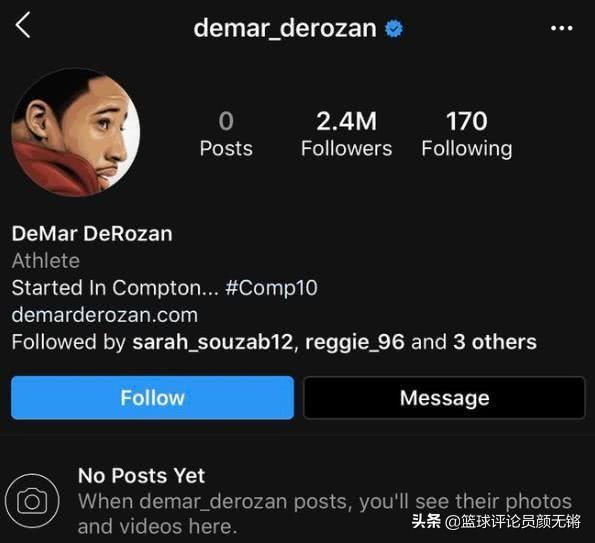 demar_derozan
0 2.4M 170
Posts Followers Following
DeMar DeRozan
Athlete
Started In Compton... #Comp10
demarderozan.com
Followed by sarah_souzab12, reggie_96 and 3 others
Follow Message
No Posts Yet
When demar_derozan posts, you'll see their photos
and videos here.
头条 @篮球评论员颜无锵